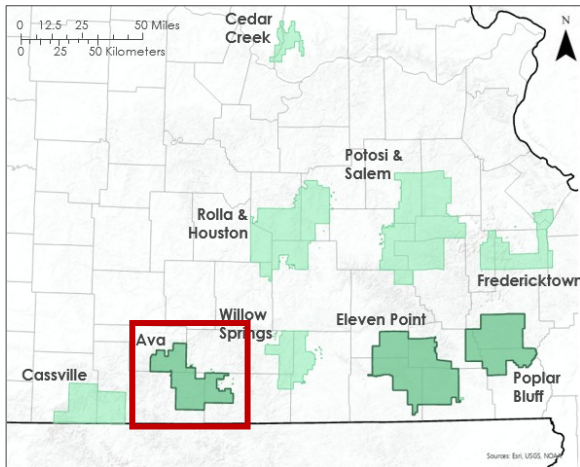 0 12.5 25 50 Miles
0 25 50 Kilometers
N
Cedar
Creek
Potosi &
Salem
Rolla &
Houston
Fredericktown
Willow
Springs
Eleven Point
Ava
Cassville
Poplar
Bluff
Sources: Esri, USGS, NOAA